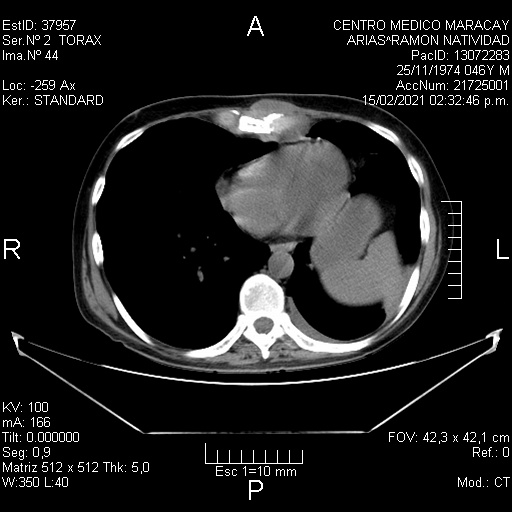 EstID: 37957
Ser.Nº 2 TORAX
Ima.Nº 44
Loc: -259 Ax
Ker.: STANDARD
A
CENTRO MEDICO MARACAY
ARIAS^RAMON NATIVIDAD
PacID: 13072283
25/11/1974 046Y M
AccNum: 21725001
15/02/2021 02:32:46 p.m.
R
L
KV: 100
mA: 166
Tilt: 0.000000
Seg: 0,9
Matriz 512 x 512 Thk: 5,0
W:350 L:40
Esc 1=10 mm
P
FOV: 42,3 x 42,1 cm
Ref.: 0
Mod.: CT